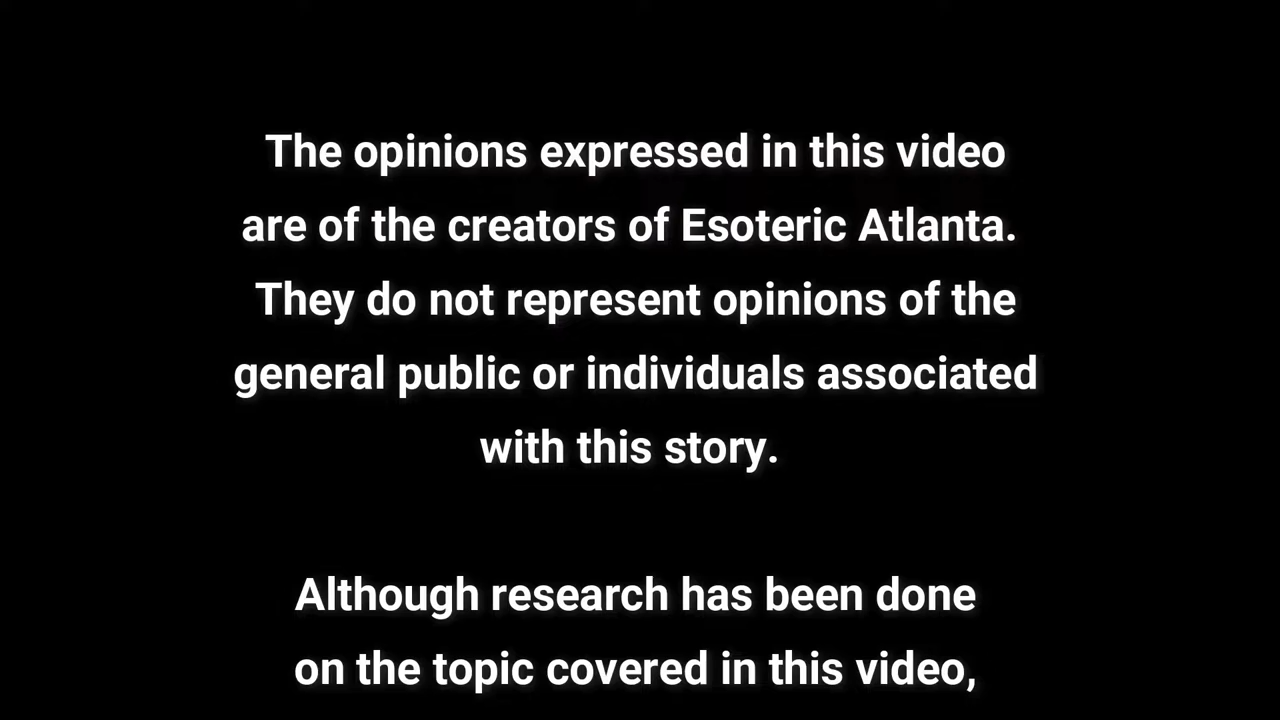 The opinions expressed in this video
are of the creators of Esoteric Atlanta.
They do not represent opinions of the
general public or individuals associated
with this story.
Although research has been done
on the topic covered in this video,